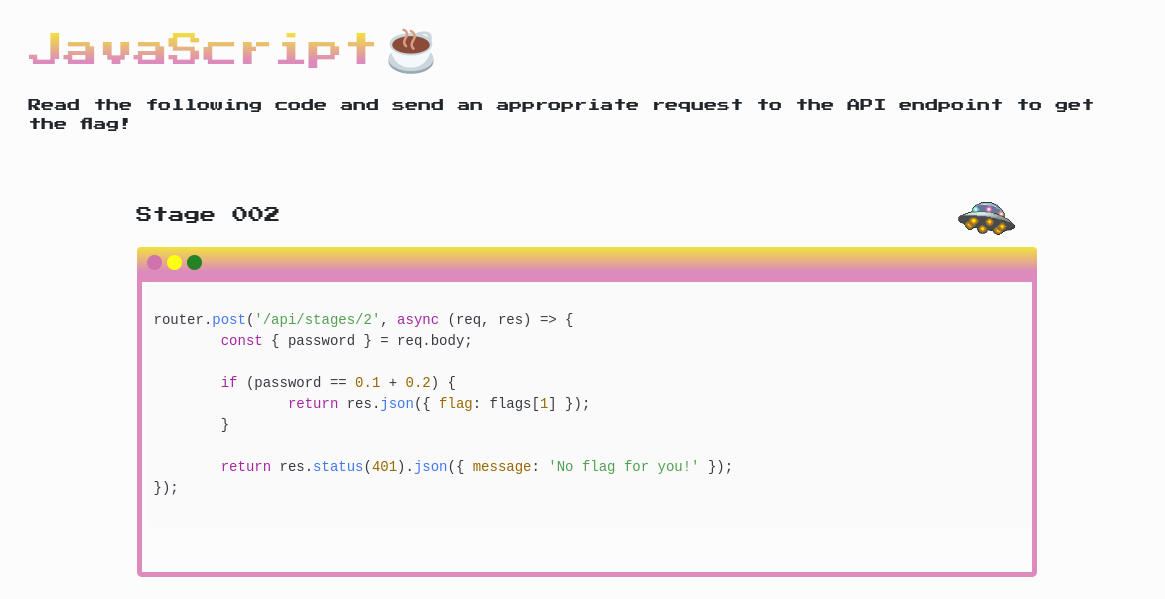 JavaScript
Read the following code and send an appropriate request to the API endpoint to get
the flag!
Stage 002
router.post('/api/stages/2', async (req, res) => {
        const { password } = req.body;
        if (password == 0.1 + 0.2) {
                return res.json({ flag: flags[1] });
        }
        return res.status(401).json({ message: 'No flag for you!' });
});